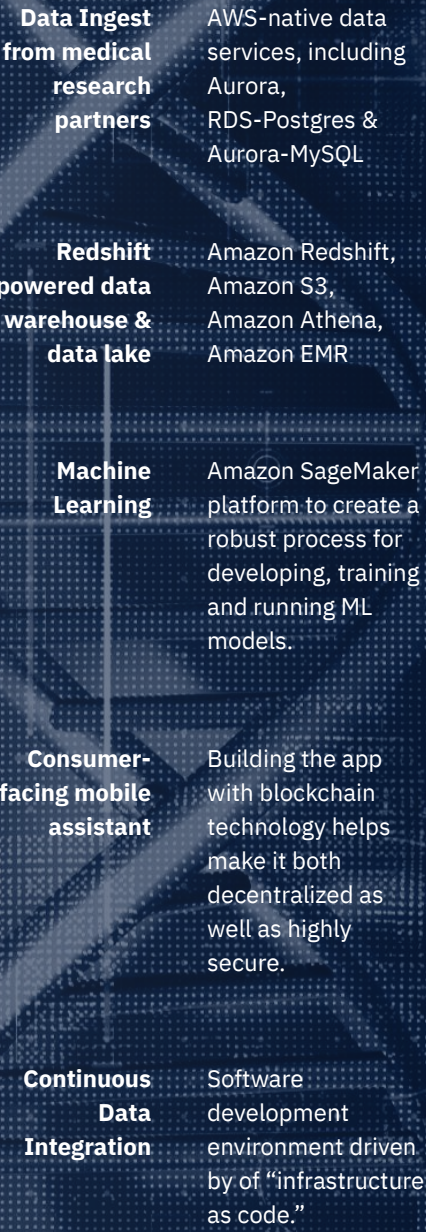 Data Ingest
from medical
research
partners
AWS-native data
services, including
Aurora,
RDS-Postgres &
Aurora-MySQL
Redshift
powered data
warehouse &
data lake
Amazon Redshift,
Amazon S3,
Amazon Athena,
Amazon EMR
Machine
Learning
Amazon SageMaker
platform to create a
robust process for
developing, training
and running ML
models.
Consumer-
facing mobile
assistant
Building the app
with blockchain
technology helps
make it both
decentralized as
well as highly
secure.
Continuous
Data
Integration
Software
development
environment driven
by of “infrastructure
as code.”